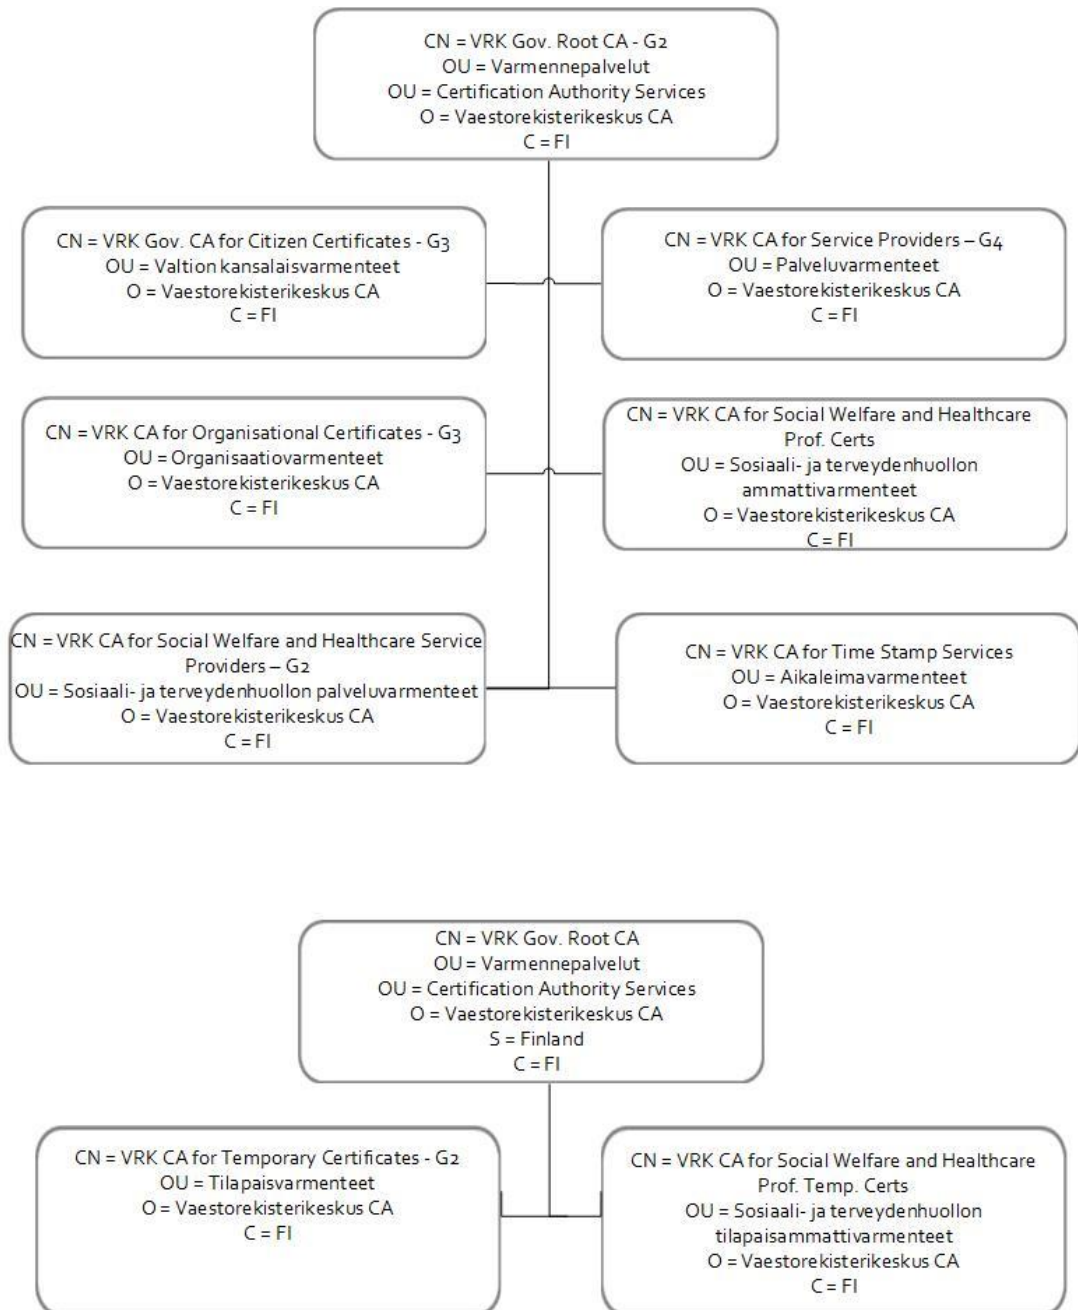 CN = VRK Gov. Root CA - G2
OU = Varmennepalvelut
OU = Certification Authority Services
O = Vaestorekisterikeskus CA
C = FI
CN = VRK Gov. CA for Citizen Certificates - G3
OU = Valtion kansalaisvarmenteet
O = Vaestorekisterikeskus CA
C = FI
CN = VRK CA for Service Providers – G4
OU = Palveluvarmenteet
O = Vaestorekisterikeskus CA
C = FI
CN = VRK CA for Organisational Certificates - G3
OU = Organisaatiovarmenteet
O = Vaestorekisterikeskus CA
C = FI
CN = VRK CA for Social Welfare and Healthcare
Prof. Certs
OU = Sosiaali- ja terveydenhuollon
ammattivarmenteet
O = Vaestorekisterikeskus CA
C = FI
CN = VRK CA for Social Welfare and Healthcare Service
Providers – G2
OU = Sosiaali- ja terveydenhuollon palveluvarmenteet
O = Vaestorekisterikeskus CA
C = FI
CN = VRK CA for Time Stamp Services
OU = Aikaleimavarmenteet
O = Vaestorekisterikeskus CA
C = FI
CN = VRK Gov. Root CA
OU = Varmennepalvelut
OU = Certification Authority Services
O = Vaestorekisterikeskus CA
S = Finland
C = FI
CN = VRK CA for Temporary Certificates - G2
OU = Tilapaisvarmenteet
O = Vaestorekisterikeskus CA
C = FI
CN = VRK CA for Social Welfare and Healthcare
Prof. Temp. Certs
OU = Sosiaali- ja terveydenhuollon
tilapaisammattivarmenteet
O = Vaestorekisterikeskus CA
C = FI